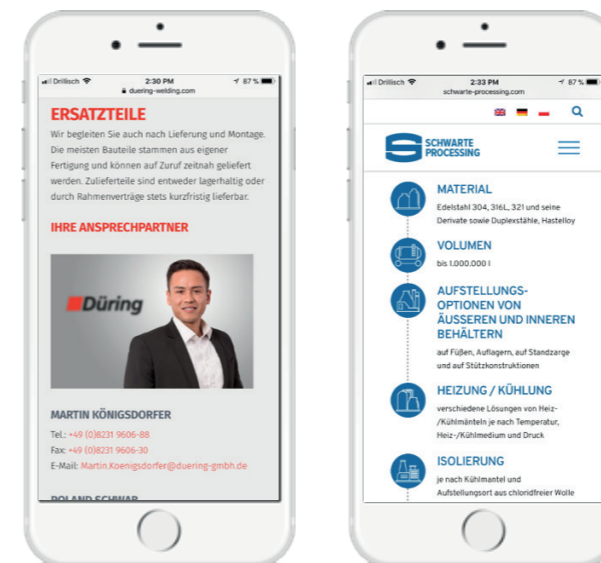 Drillisch
2:30 PM
87 %
duering-welding.com
ERSATZTEILE
Wir begleiten Sie auch nach Lieferung und Montage.
Die meisten Bauteile stammen aus eigener
Fertigung und können auf Zuruf zeitnah geliefert
werden. Zulieferteile sind entweder lagerhaltig oder
durch Rahmenverträge stets kurzfristig lieferbar.
IHRE ANSPRECHPARTNER
Düring
MARTIN KÖNIGSDORFER
Tel.: +49 (0)8231 9606-88
Fax: +49 (0)8231 9606-30
E-Mail: Martin.Koenigsdorfer@duering-gmbh.de
ROLAND SCHWAB
Drillisch
2:33 PM
87 %
schwarte-processing.com
SCHWARTE
PROCESSING
MATERIAL
Edelstahl 304, 316L, 321 und seine
Derivate sowie Duplexstähle, Hastelloy
VOLUMEN
bis 1.000.000 l
AUFSTELLUNGS-
OPTIONEN VON
ÄUSSEREN UND INNEREN
BEHÄLTERN
auf Füßen, Auflagern, auf Standzarge
und auf Stützkonstruktionen
HEIZUNG / KÜHLUNG
verschiedene Lösungen von Heiz-
/Kühlmänteln je nach Temperatur,
Heiz-/Kühlmedium und Druck
ISOLIERUNG
je nach Kühlmantel und
Aufstellungsort aus chloridfreier Wolle